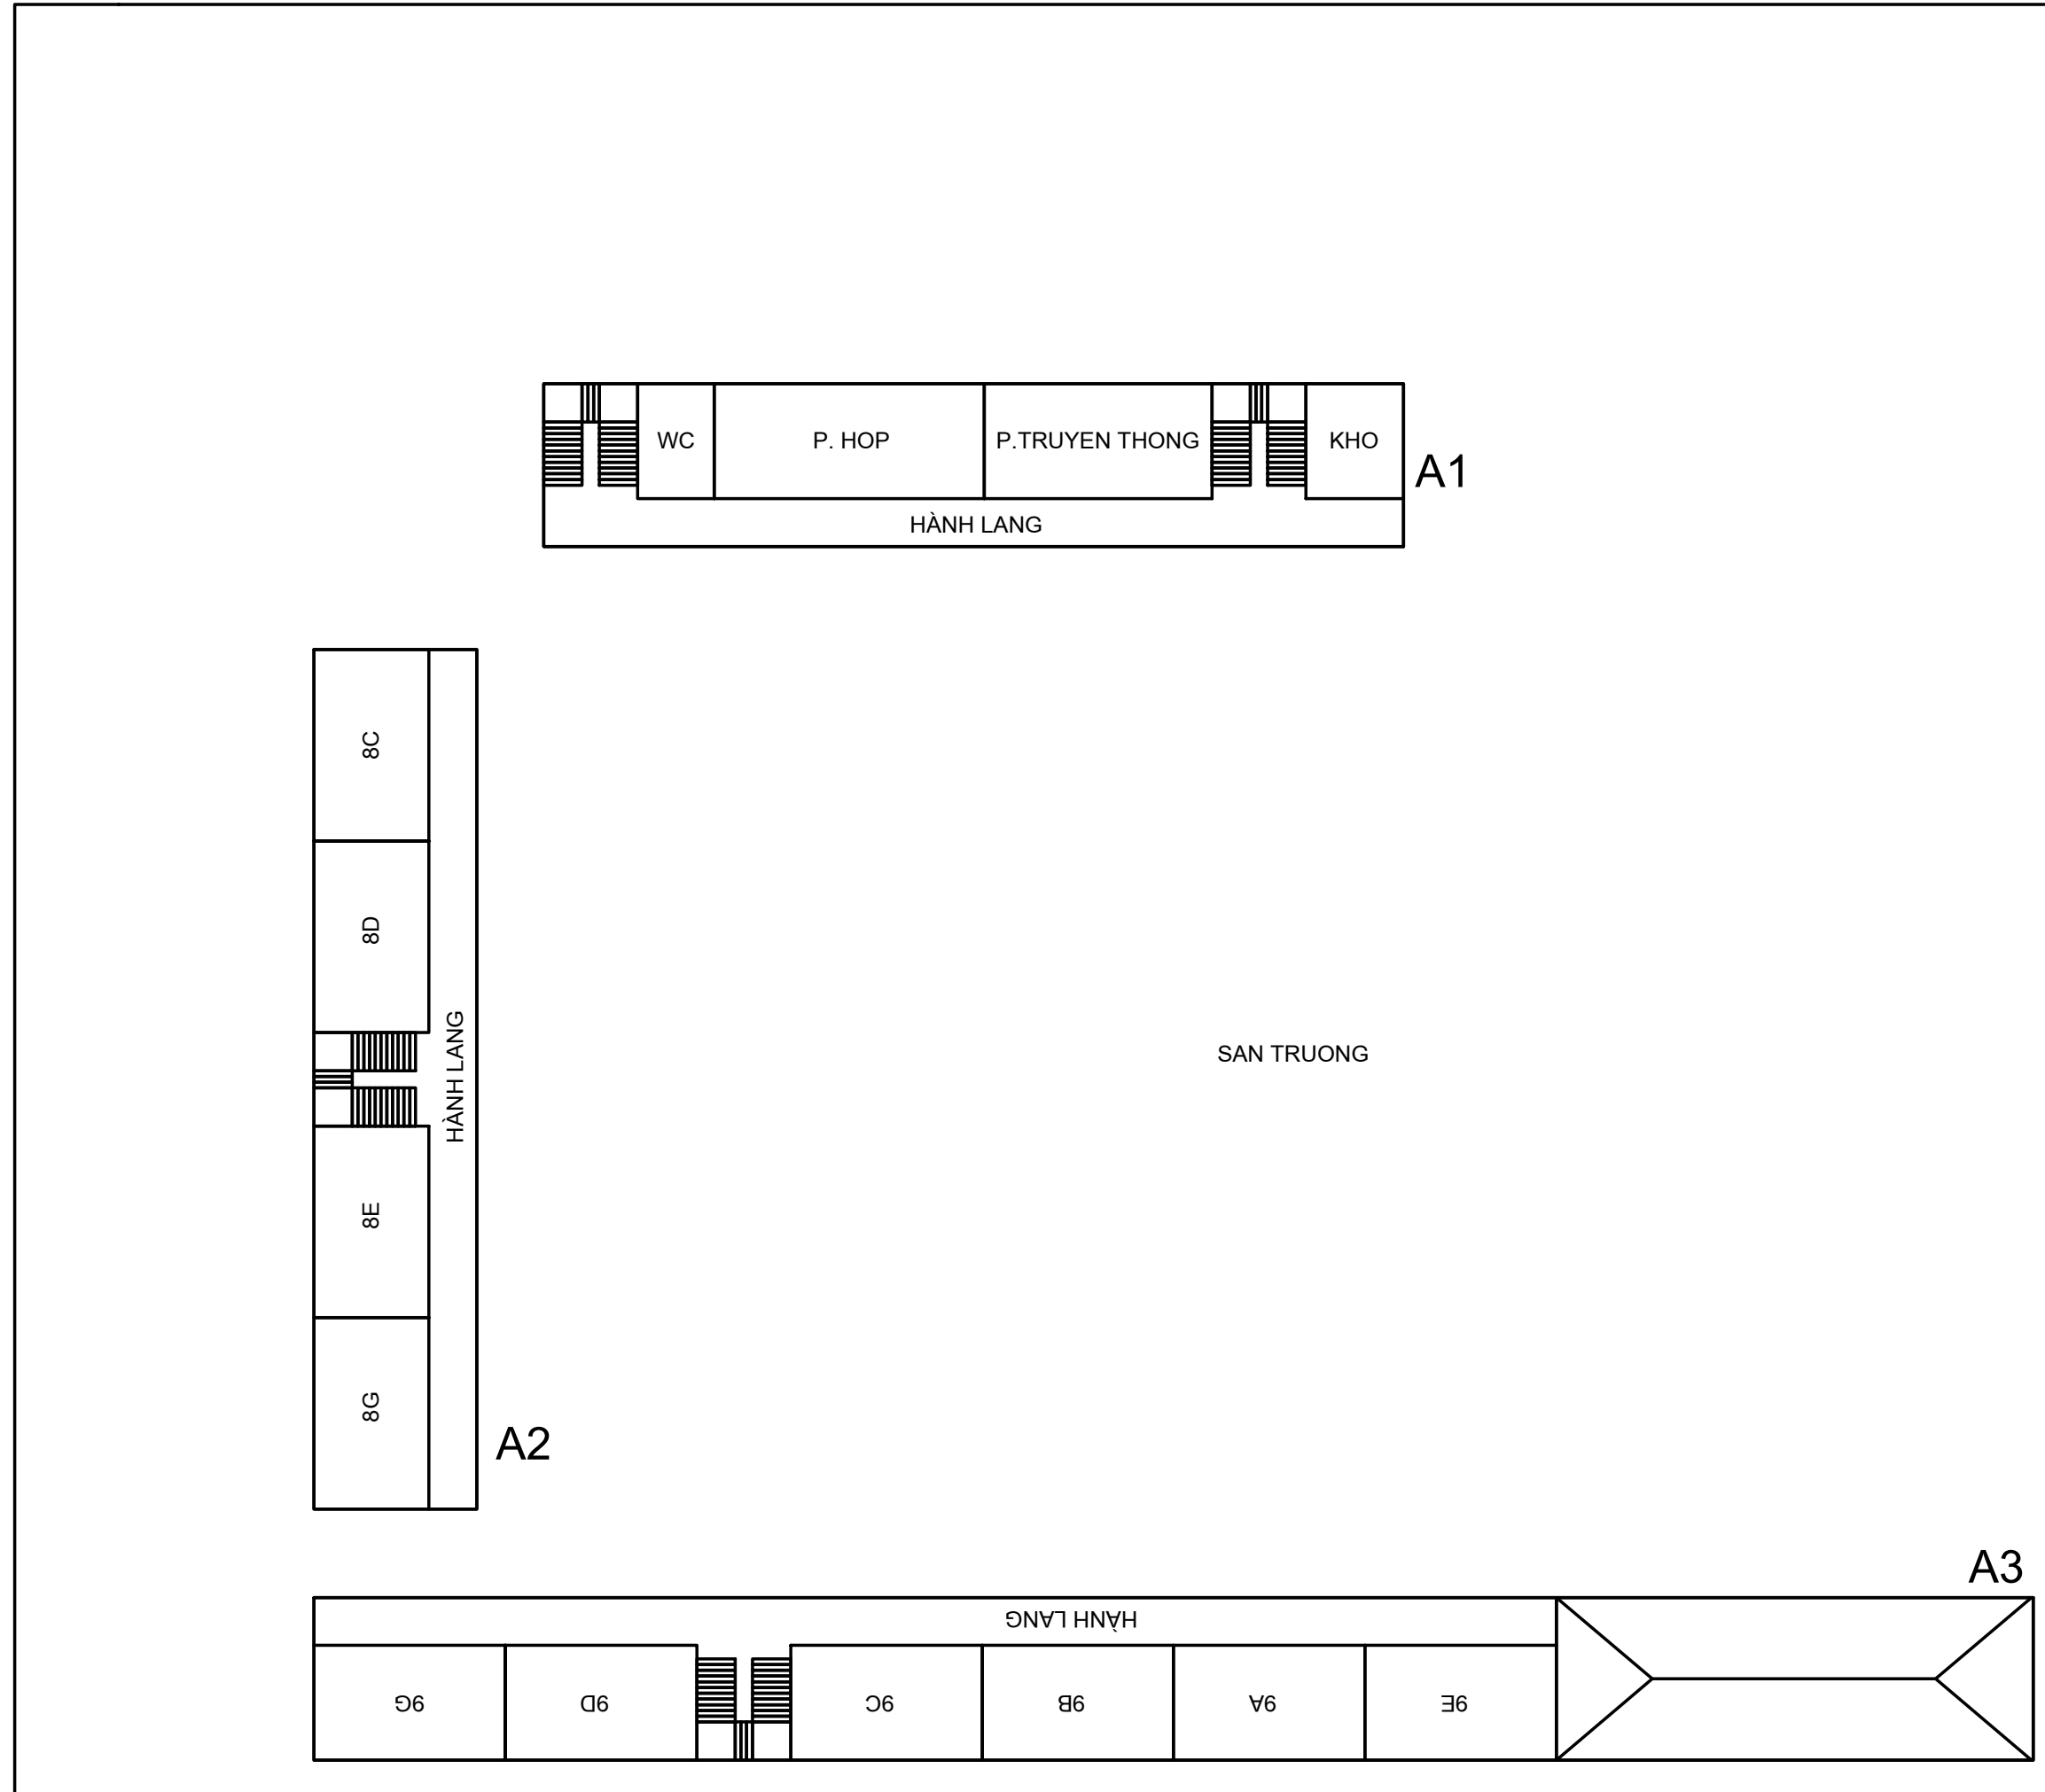 WC
P. HOP
P.TRUYEN THONG
KHO
A1
HÀNH LANG
8C
8D
HÀNH LANG
SAN TRUONG
8E
8G
A2
A3
HÀNH LANG
9G
9D
9C
9B
9A
9E